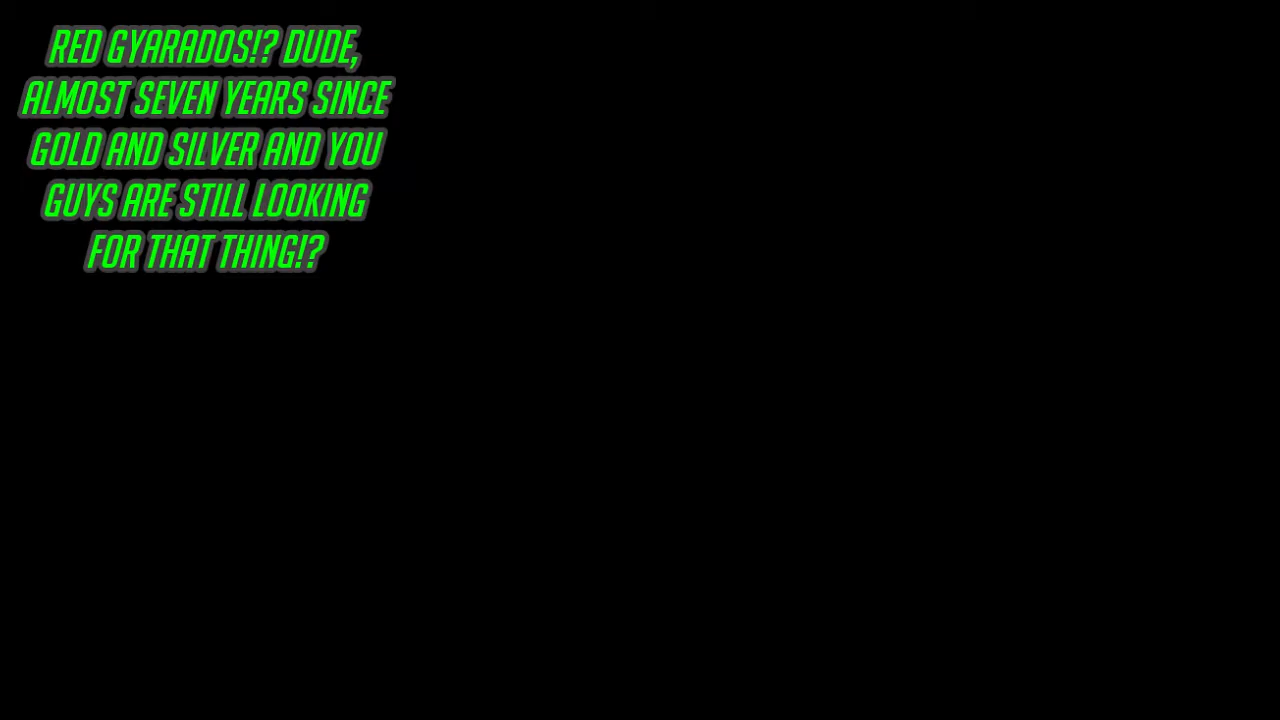 RED GYARADOS!? DUDE,
ALMOST SEVEN YEARS SINCE
GOLD AND SILVER AND YOU
GUYS ARE STILL LOOKING
FOR THAT THING!?